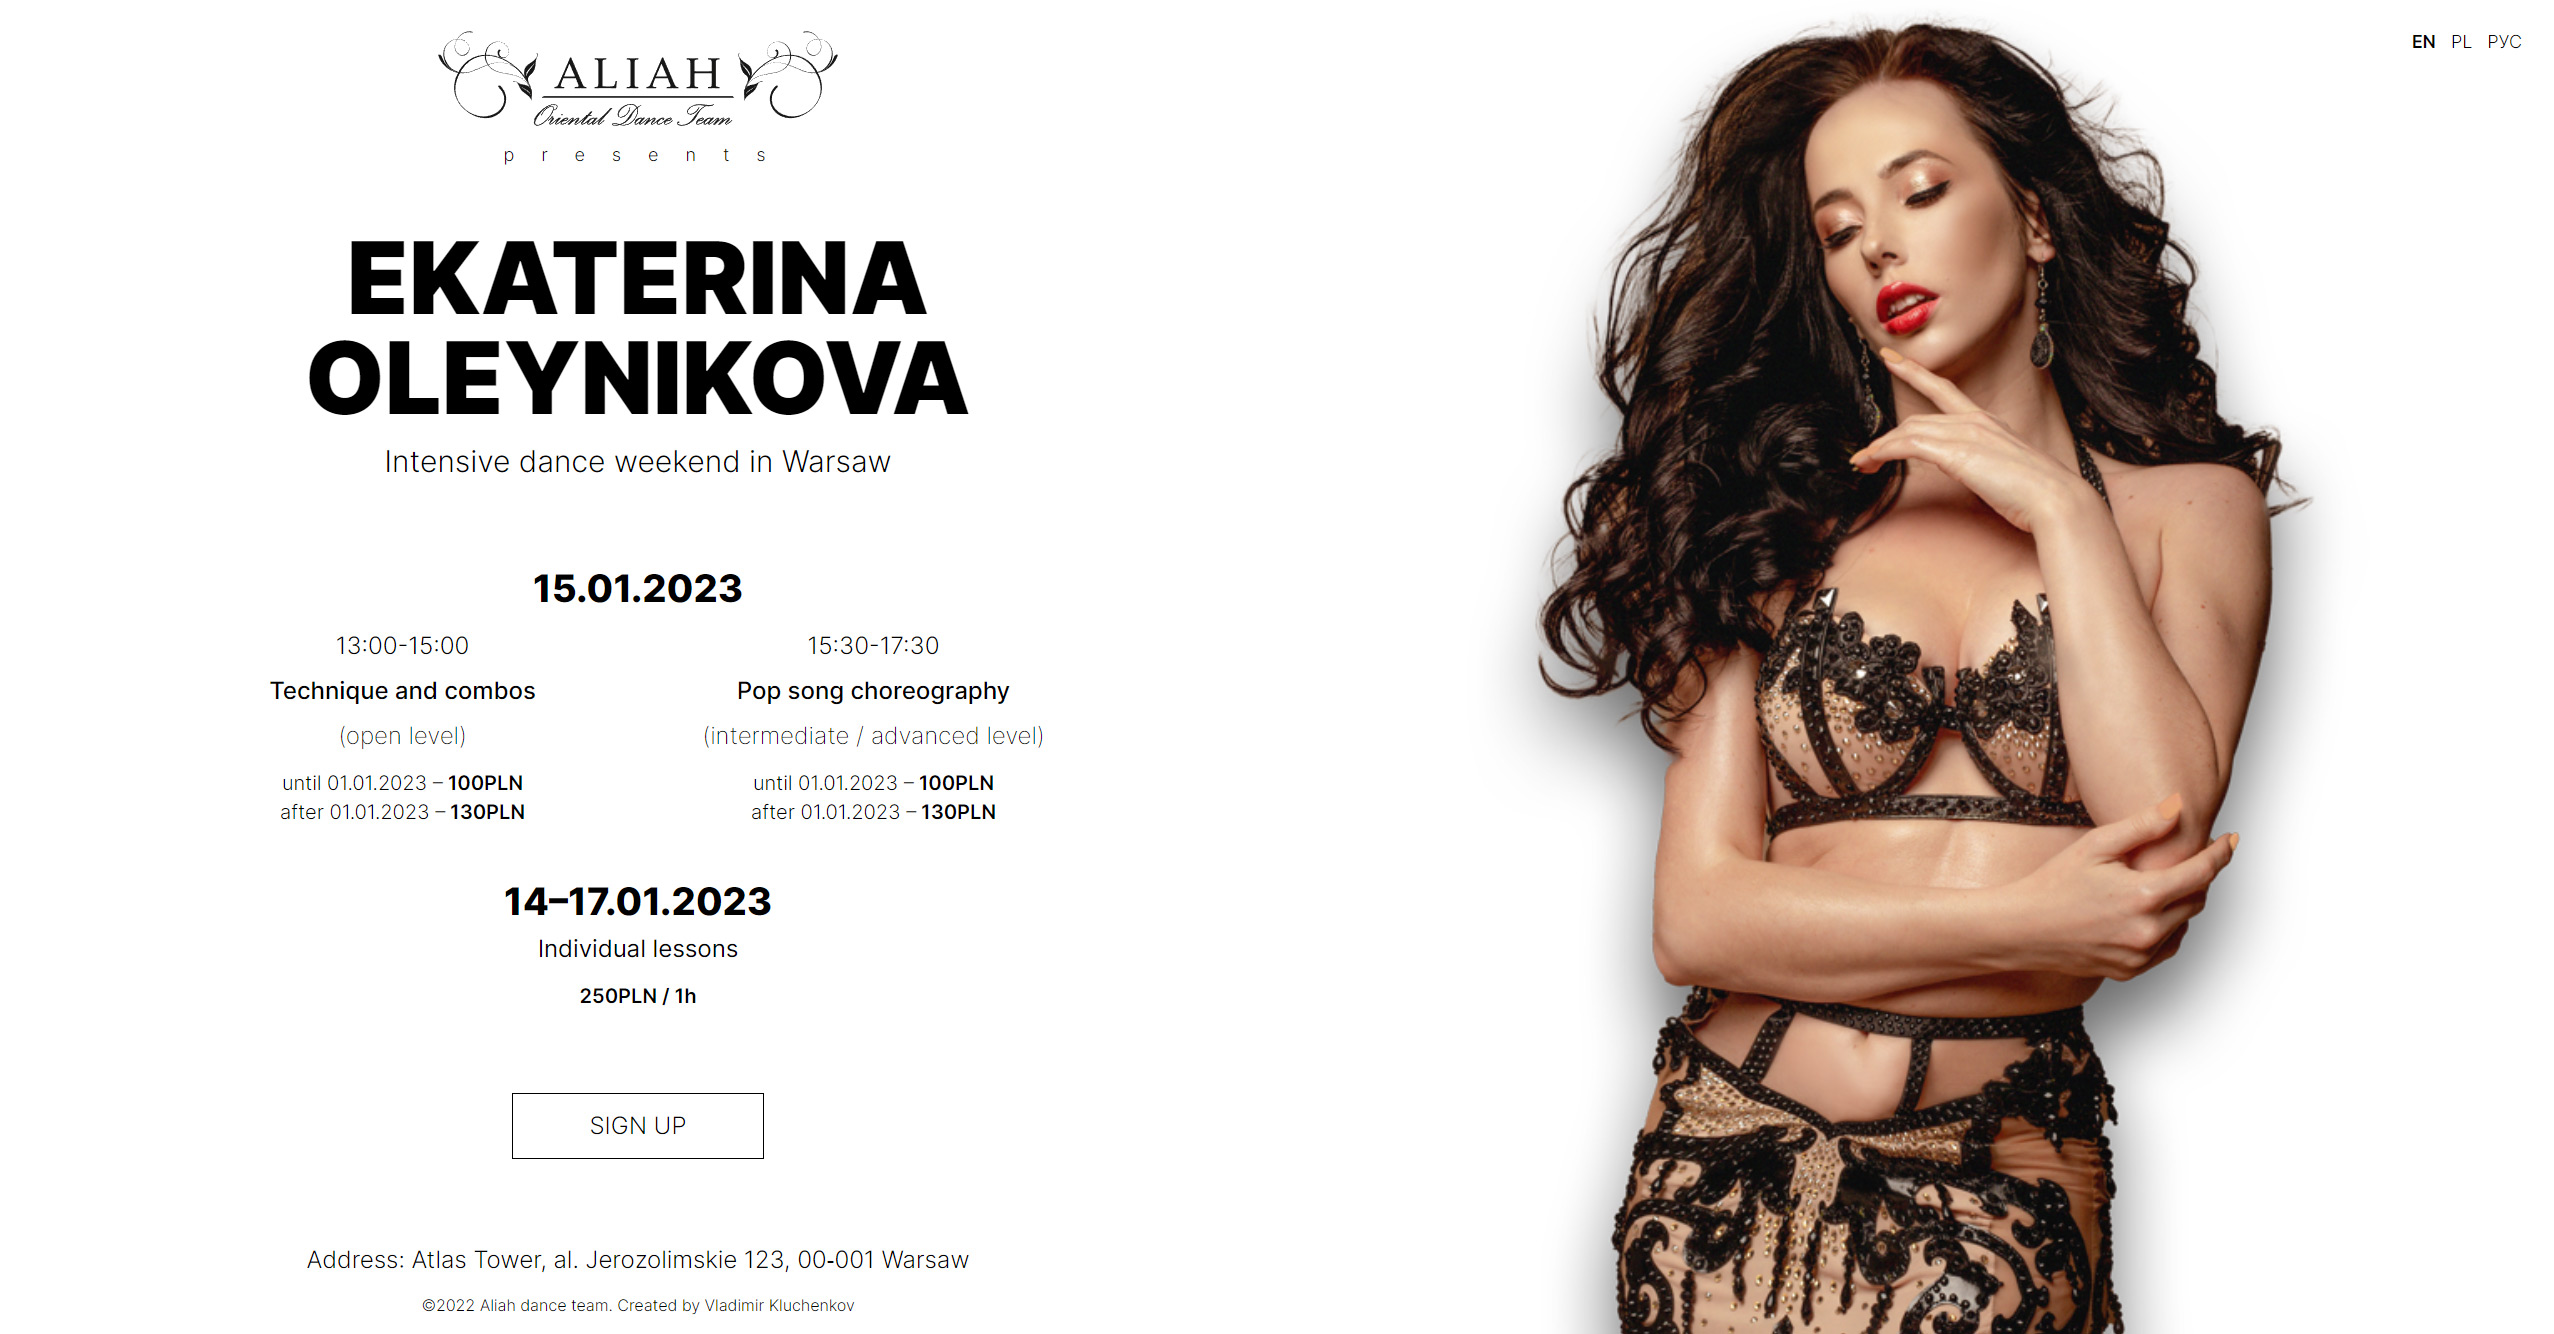 ALIAH
Oriental Dance Team
presents
EN PL РУС
EKATERINA
OLEYNIKOVA
Intensive dance weekend in Warsaw
15.01.2023
13:00-15:00
Technique and combos
(open level)
until 01.01.2023 – 100PLN
after 01.01.2023 – 130PLN
15:30-17:30
Pop song choreography
(intermediate / advanced level)
until 01.01.2023 – 100PLN
after 01.01.2023 – 130PLN
14–17.01.2023
Individual lessons
250PLN / 1h
SIGN UP
Address: Atlas Tower, al. Jerozolimskie 123, 00-001 Warsaw
©2022 Aliah dance team. Created by Vladimir Kluchenkov